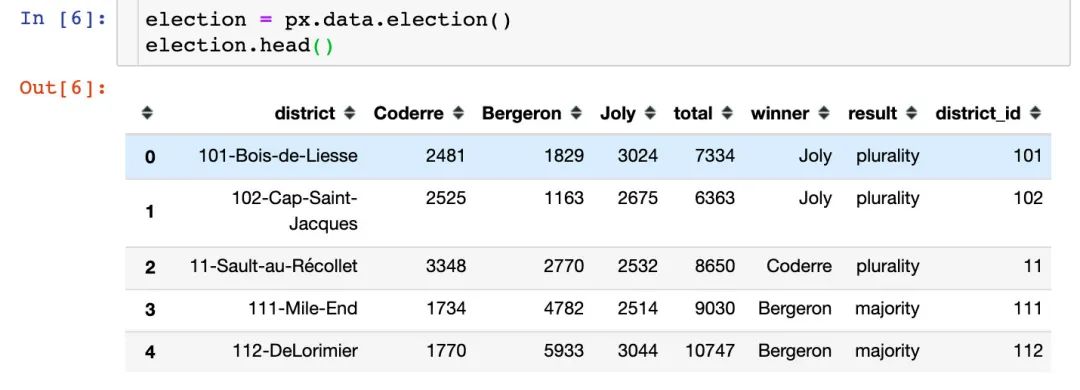 In [6]: election = px.data.election()
election.head()
Out[6]:
district Coderre Bergeron Joly total winner result district_id
0 101-Bois-de-Liesse 2481 1829 3024 7334 Joly plurality 101
1 102-Cap-Saint-Jacques 2525 1163 2675 6363 Joly plurality 102
2 11-Sault-au-Récollet 3348 2770 2532 8650 Coderre plurality 11
3 111-Mile-End 1734 4782 2514 9030 Bergeron majority 111
4 112-DeLorimier 1770 5933 3044 10747 Bergeron majority 112